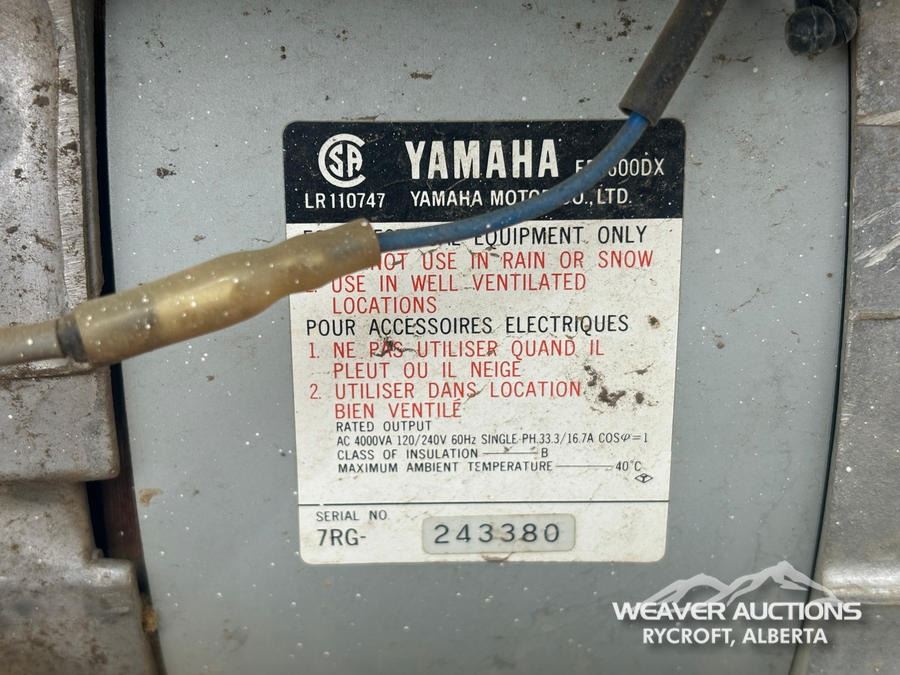 CSA YAMAHA
LR110747 YAMAHA MOTOR CO., LTD.
EQUIPMENT ONLY
NOT USE IN RAIN OR SNOW
2. USE IN WELL VENTILATED
LOCATIONS
POUR ACCESSOIRES ELECTRIQUES
1. NE PAS UTILISER QUAND IL
PLEUT OU IL NEIGE
2. UTILISER DANS LOCATION
BIEN VENTILÉ
RATED OUTPUT
AC 4000VA 120/240V 60Hz SINGLE PH.33.3/16.7A COSφ=1
CLASS OF INSULATION B
MAXIMUM AMBIENT TEMPERATURE 40°C
SERIAL NO
7RG- 243380
WEAVER AUCTIONS
RYCROFT, ALBERTA